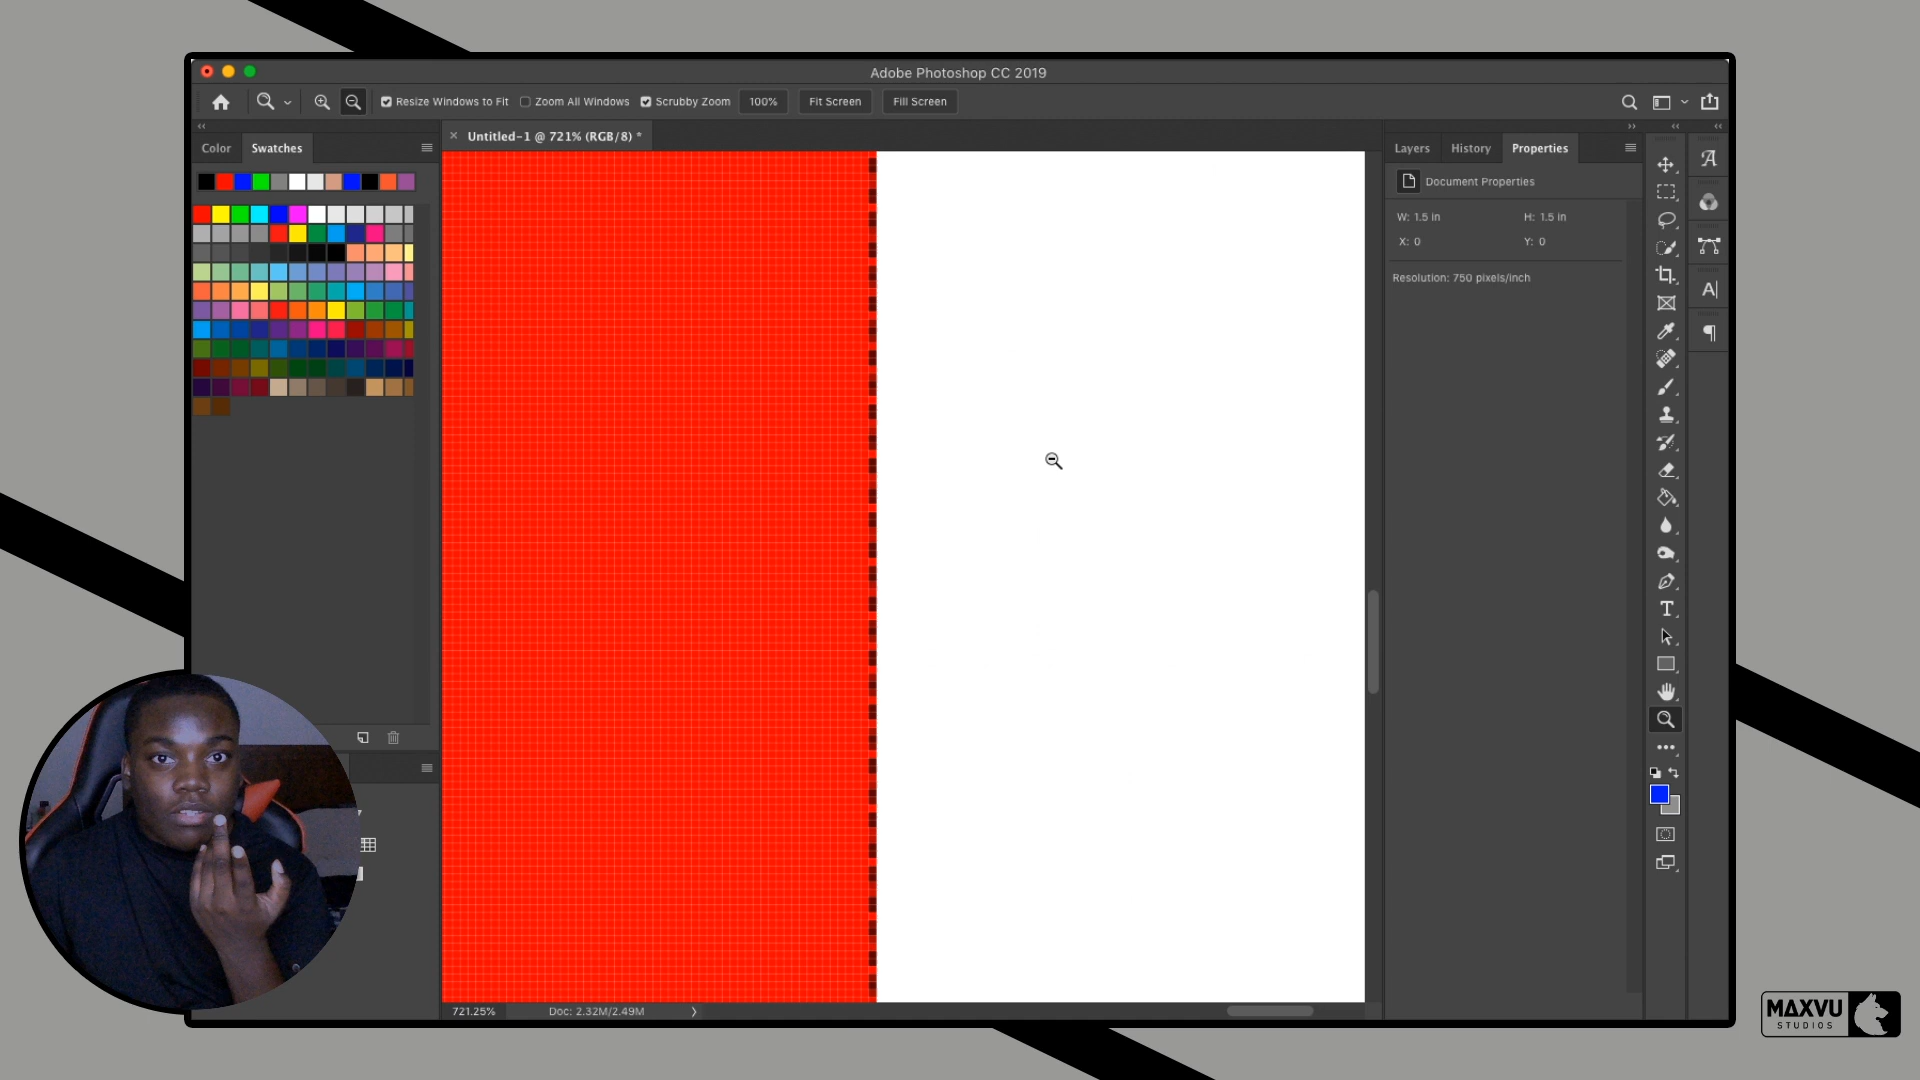 Adobe Photoshop CC 2019
Resize Windows to Fit
Zoom All Windows
Scrubby Zoom
100%
Fit Screen
Fill Screen
Color
Swatches
Untitled-1 @ 721% (RGB/8) *
Layers
History
Properties
Document Properties
W: 1.5 in
H: 1.5 in
X: 0
Y: 0
Resolution: 750 pixels/inch
721.25%
Doc: 2.32M/2.49M
MAXVU
STUDIOS